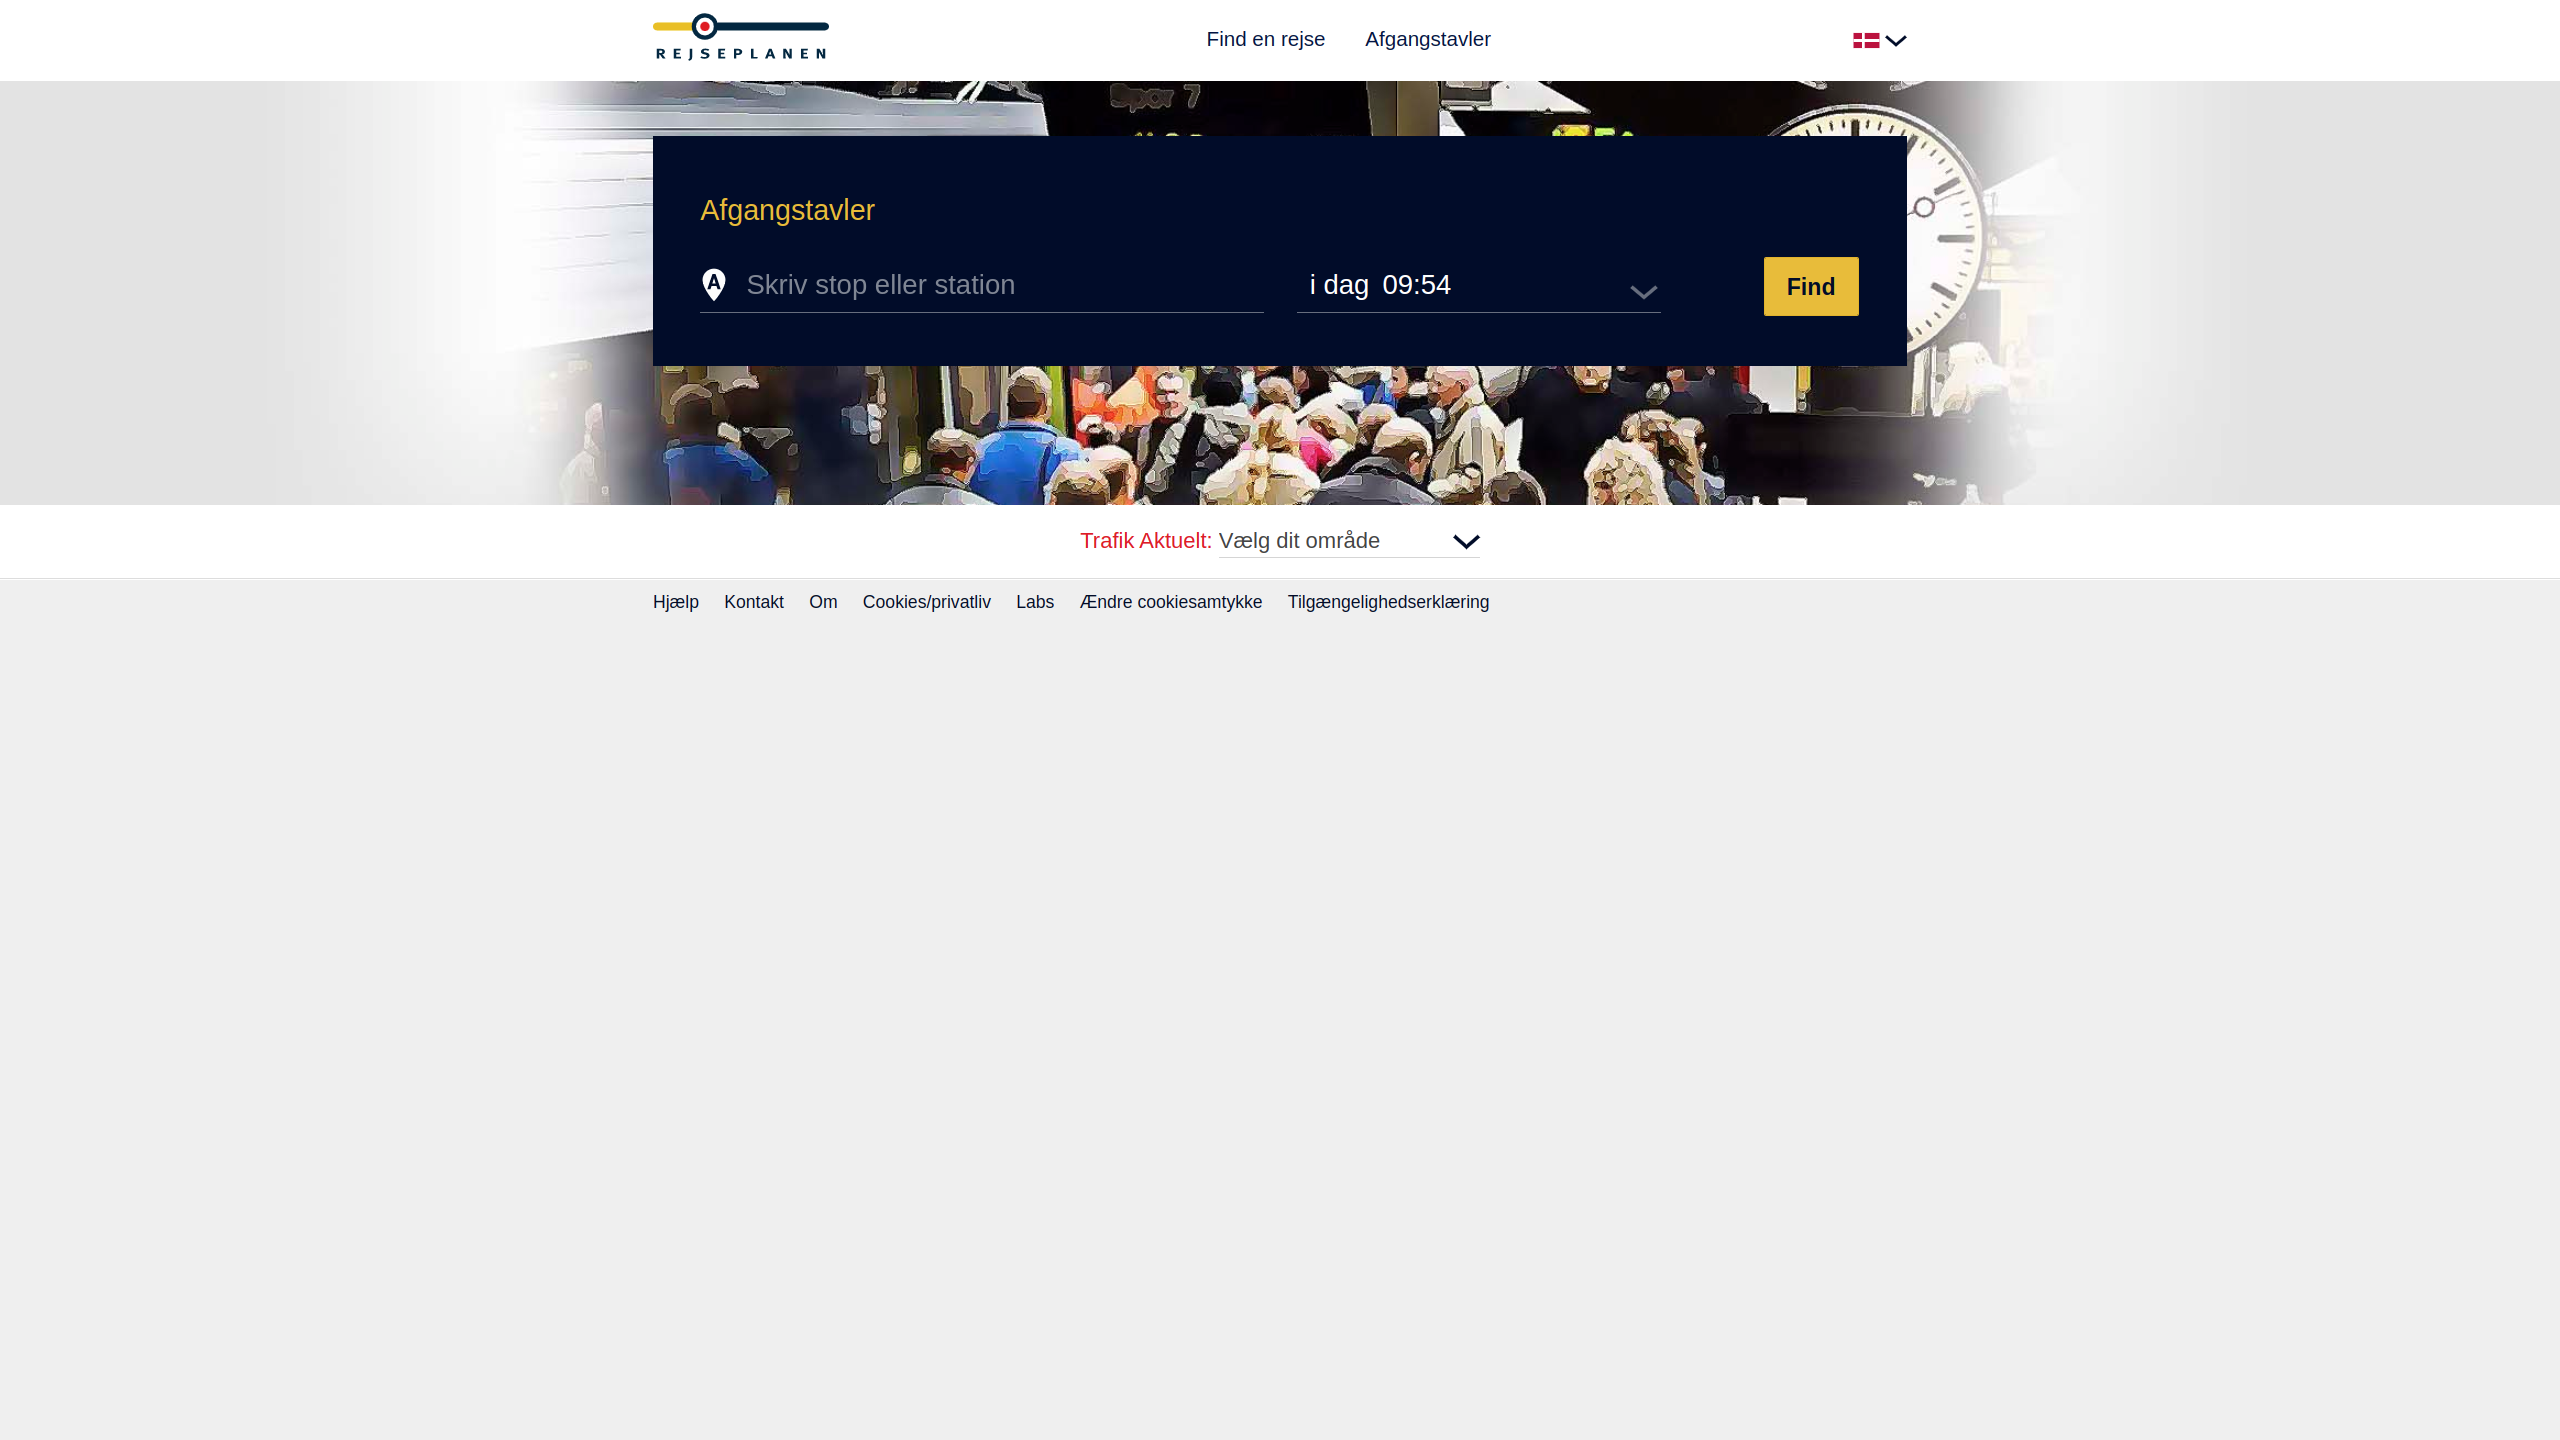 REJSEPLANEN
Find en rejse
Afgangstavler
Spor 7
Afgangstavler
A
Skriv stop eller station
i dag 09:54
Find
Trafik Aktuelt: Vælg dit område
Hjælp
Kontakt
Om
Cookies/privatliv
Labs
Ændre cookiesamtykke
Tilgængelighedserklæring